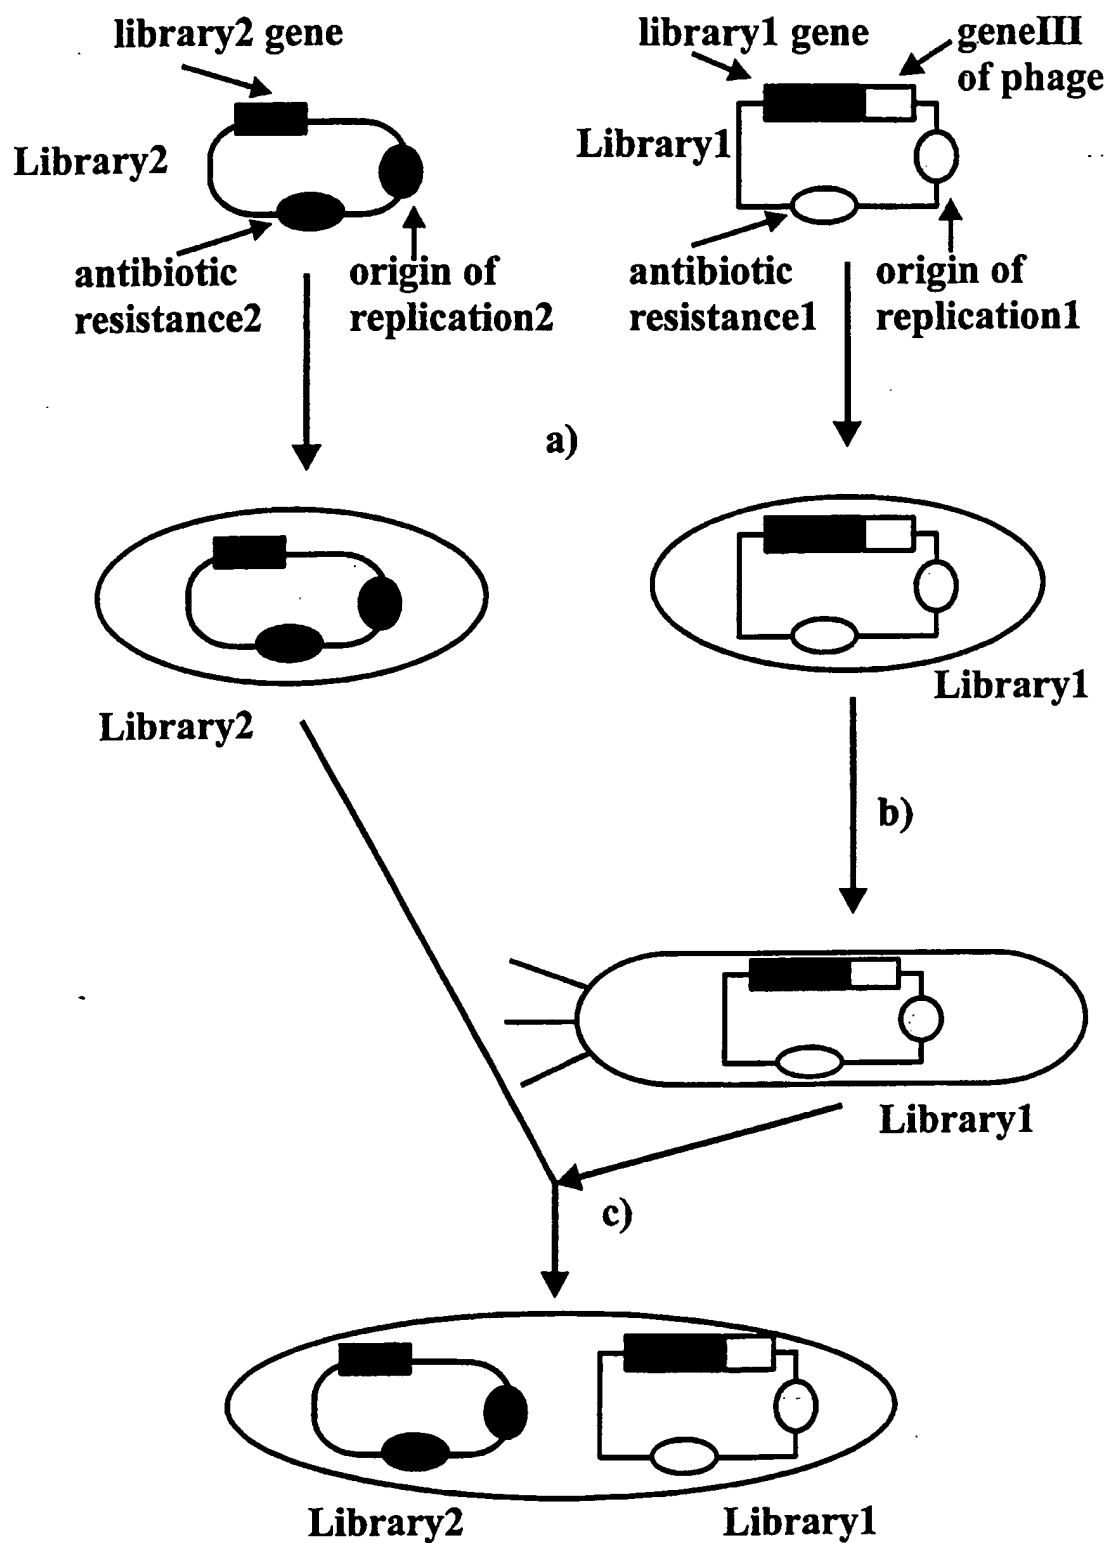 library2 gene
library1 gene
geneIII
of phage
Library2
Library1
antibiotic
resistance2
origin of
replication2
antibiotic
resistance1
origin of
replication1
a)
Library2
Library1
b)
Library1
c)
Library2
Library1